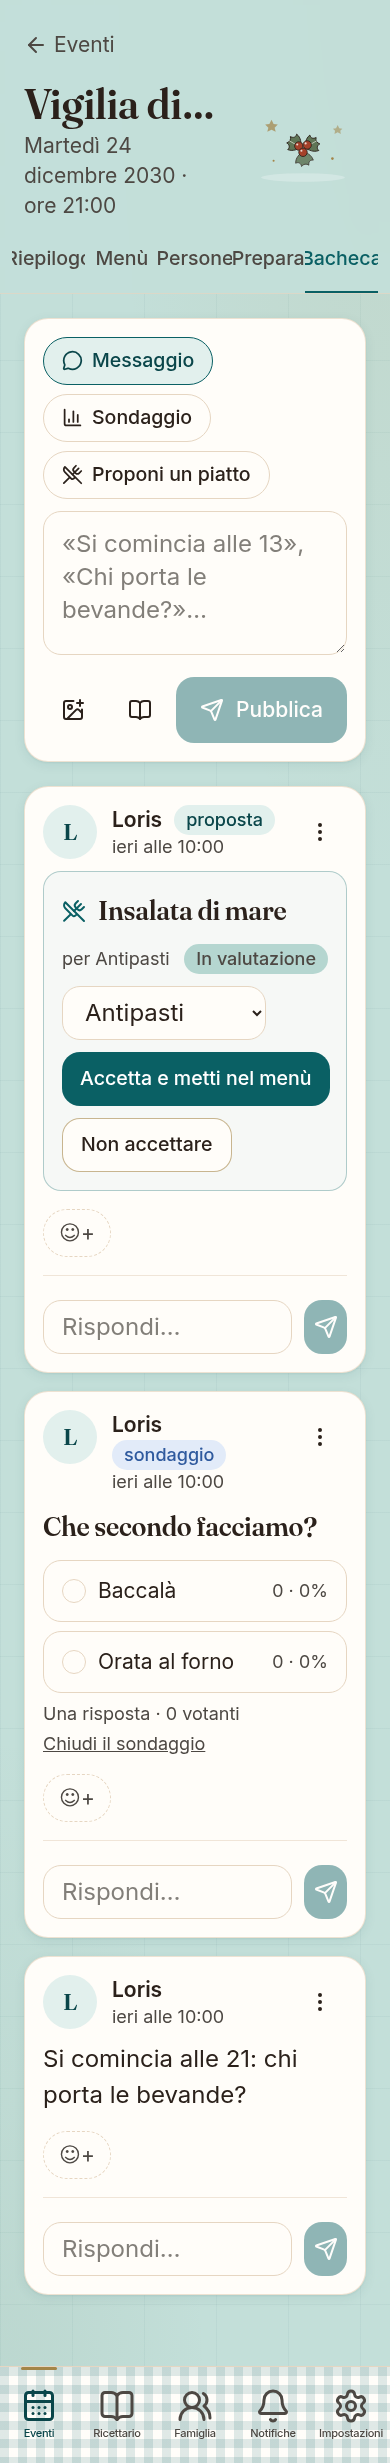 Eventi
Vigilia di...
Martedì 24
dicembre 2030 ·
ore 21:00
Riepilogo Menù Persone Prepara Bacheca
Messaggio
Sondaggio
Proponi un piatto
«Si comincia alle 13»,
«Chi porta le
bevande?»...
Pubblica
L Loris proposta
ieri alle 10:00
Insalata di mare
per Antipasti In valutazione
Antipasti
Accetta e metti nel menù
Non accettare
Rispondi...
L Loris
sondaggio
ieri alle 10:00
Che secondo facciamo?
Baccalà 0 · 0%
Orata al forno 0 · 0%
Una risposta · 0 votanti
Chiudi il sondaggio
Rispondi...
L Loris
ieri alle 10:00
Si comincia alle 21: chi
porta le bevande?
Rispondi...
Eventi Ricettario Famiglia Notifiche Impostazioni